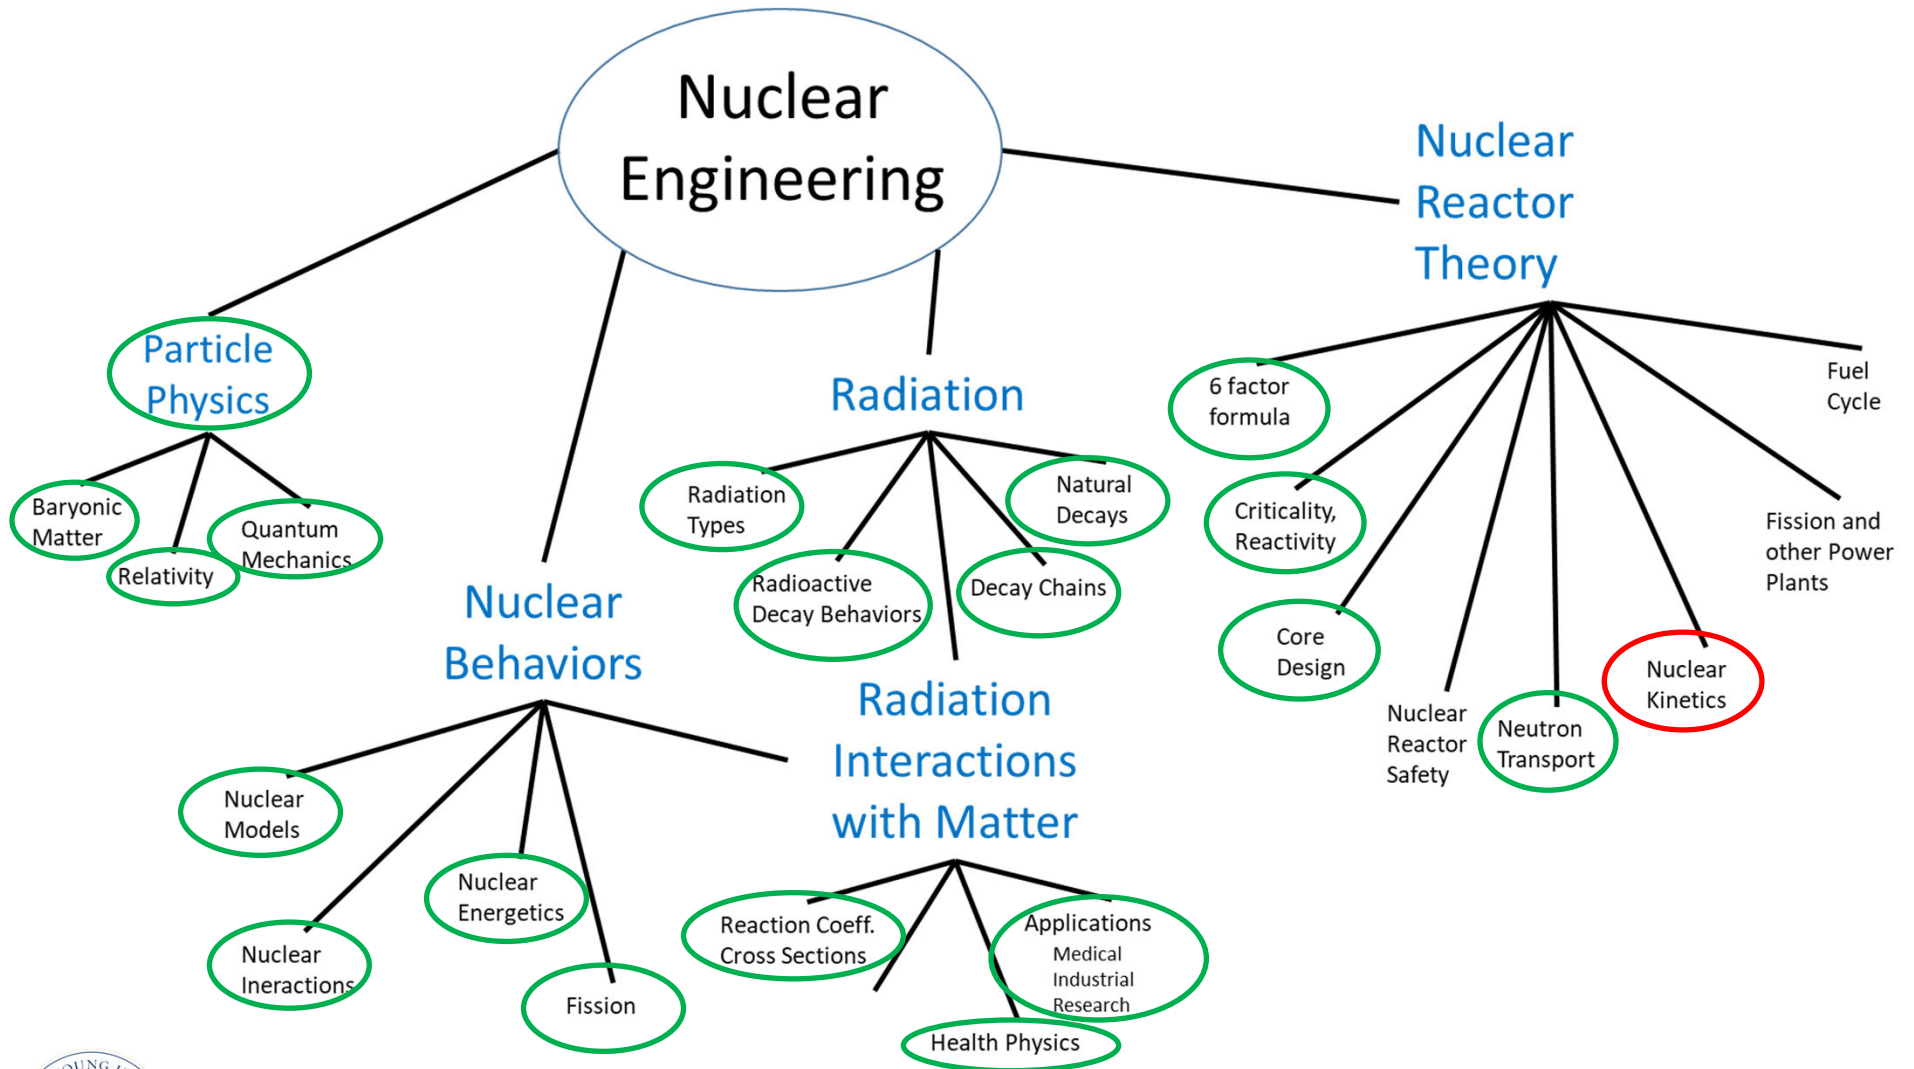 Nuclear
Engineering
Nuclear
Reactor
Theory
Particle
Physics
Baryonic
Matter
Relativity
Quantum
Mechanics
Nuclear
Behaviors
Nuclear
Models
Nuclear
Ineractions
Nuclear
Energetics
Fission
Radiation
Radiation
Types
Radioactive
Decay Behaviors
Decay Chains
Natural
Decays
Radiation
Interactions
with Matter
Reaction Coeff.
Cross Sections
Health Physics
Applications
Medical
Industrial
Research
6 factor
formula
Criticality,
Reactivity
Core
Design
Nuclear
Reactor
Safety
Neutron
Transport
Nuclear
Kinetics
Fission and
other Power
Plants
Fuel
Cycle